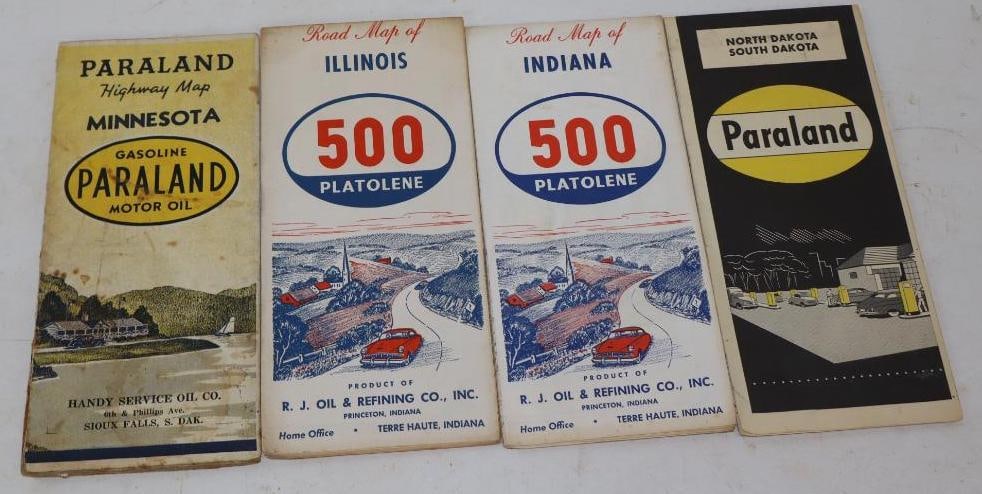 PARALAND
Highway Map
MINNESOTA
GASOLINE
PARALAND
MOTOR OIL
HANDY SERVICE OIL CO.
6th & Phillips Ave.
SIOUX FALLS, S. DAK.
Road Map of
ILLINOIS
500
PLATOLENE
PRODUCT OF
R. J. OIL & REFINING CO., INC.
PRINCETON, INDIANA
Home Office • TERRE HAUTE, INDIANA
Road Map of
INDIANA
500
PLATOLENE
PRODUCT OF
R. J. OIL & REFINING CO., INC.
PRINCETON, INDIANA
Home Office • TERRE HAUTE, INDIANA
NORTH DAKOTA
SOUTH DAKOTA
Paraland